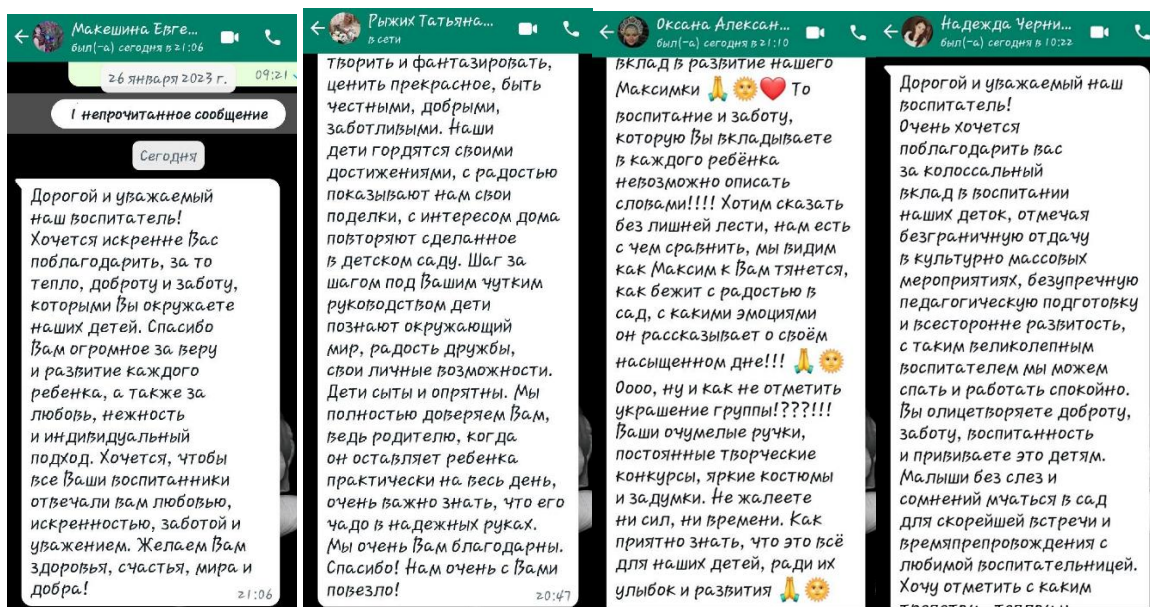 Макешина Евге...
был(-а) сегодня в 21:06
26 января 2023 г.
09:21
1 непрочитанное сообщение
Сегодня
Дорогой и уважаемый
наш воспитатель!
Хочется искренне Вас
поблагодарить, за то
тепло, доброту и заботу,
которыми Вы окружаете
наших детей. Спасибо
Вам огромное за веру
и развитие каждого
ребенка, а также за
любовь, нежность
и индивидуальный
подход. Хочется, чтобы
все Ваши воспитанники
отвечали вам любовью,
искренностью, заботой и
уважением. Желаем Вам
здоровья, счастья, мира и
добра!
21:06
Рыжих Татьяна...
в сети
творить и фантазировать,
ценить прекрасное, быть
честными, добрыми,
заботливыми. Наши
дети гордятся своими
достижениями, с радостью
показывают нам свои
поделки, с интересом дома
повторяют сделанное
в детском саду. Шаг за
шагом под Вашим чутким
руководством дети
познают окружающий
мир, радость дружбы,
свои личные возможности.
Дети сыты и опрятны. Мы
полностью доверяем Вам,
ведь родителю, когда
он оставляет ребенка
практически на весь день,
очень важно знать, что его
чадо в надежных руках.
Мы очень Вам благодарны.
Спасибо! Нам очень с Вами
повезло!
20:47
Оксана Алексан...
был(-а) сегодня в 21:10
вклад в развитие нашего
Максимки 🙏🌞❤️ То
воспитание и заботу,
которую Вы вкладываете
в каждого ребёнка
невозможно описать
словами!!!! Хотим сказать
без лишней лести, нам есть
с чем сравнить, мы видим
как Максим к Вам тянется,
как бежит с радостью в
сад, с какими эмоциями
он рассказывает о своём
насыщенном дне!!! 🙏🌞
Оооо, ну и как не отметить
украшение группы!???!!!
Ваши очумелые ручки,
постоянные творческие
конкурсы, яркие костюмы
и задумки. Не жалеете
ни сил, ни времени. Как
приятно знать, что это всё
для наших детей, ради их
улыбок и развития 🙏🌞
Надежда Черни...
был(-а) сегодня в 10:22
Дорогой и уважаемый наш
воспитатель!
Очень хочется
поблагодарить вас
за колоссальный
вклад в воспитании
наших деток, отмечая
безграничную отдачу
в культурно массовых
мероприятиях, безупречную
педагогическую подготовку
и всесторонне развитость,
с таким великолепным
воспитателем мы можем
спать и работать спокойно.
Вы олицетворяете доброту,
заботу, воспитанность
и прививаете это детям.
Малыши без слез и
сомнений мчаться в сад
для скорейшей встречи и
времяпрепровождения с
любимой воспитательницей.
Хочу отметить с каким